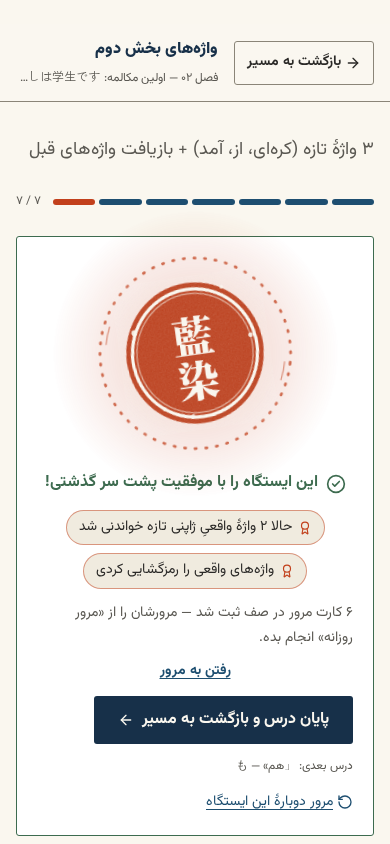 بازگشت به مسیر
واژه‌های بخش دوم
فصل ۰۲ — اولین مکالمه: しは学生です...
۳ واژهٔ تازه (کره‌ای، از، آمد) + بازیافت واژه‌های قبل
۷ / ۷
藍染
این ایستگاه را با موفقیت پشت سر گذشتی!
حالا ۲ واژهٔ واقعیِ ژاپنی تازه خواندنی شد
واژه‌های واقعی را رمزگشایی کردی
۶ کارت مرور در صف ثبت شد — مرورشان را از «مرور
روزانه» انجام بده.
رفتن به مرور
پایان درس و بازگشت به مسیر
درس بعدی: 「هم» — も
مرور دوبارهٔ این ایستگاه